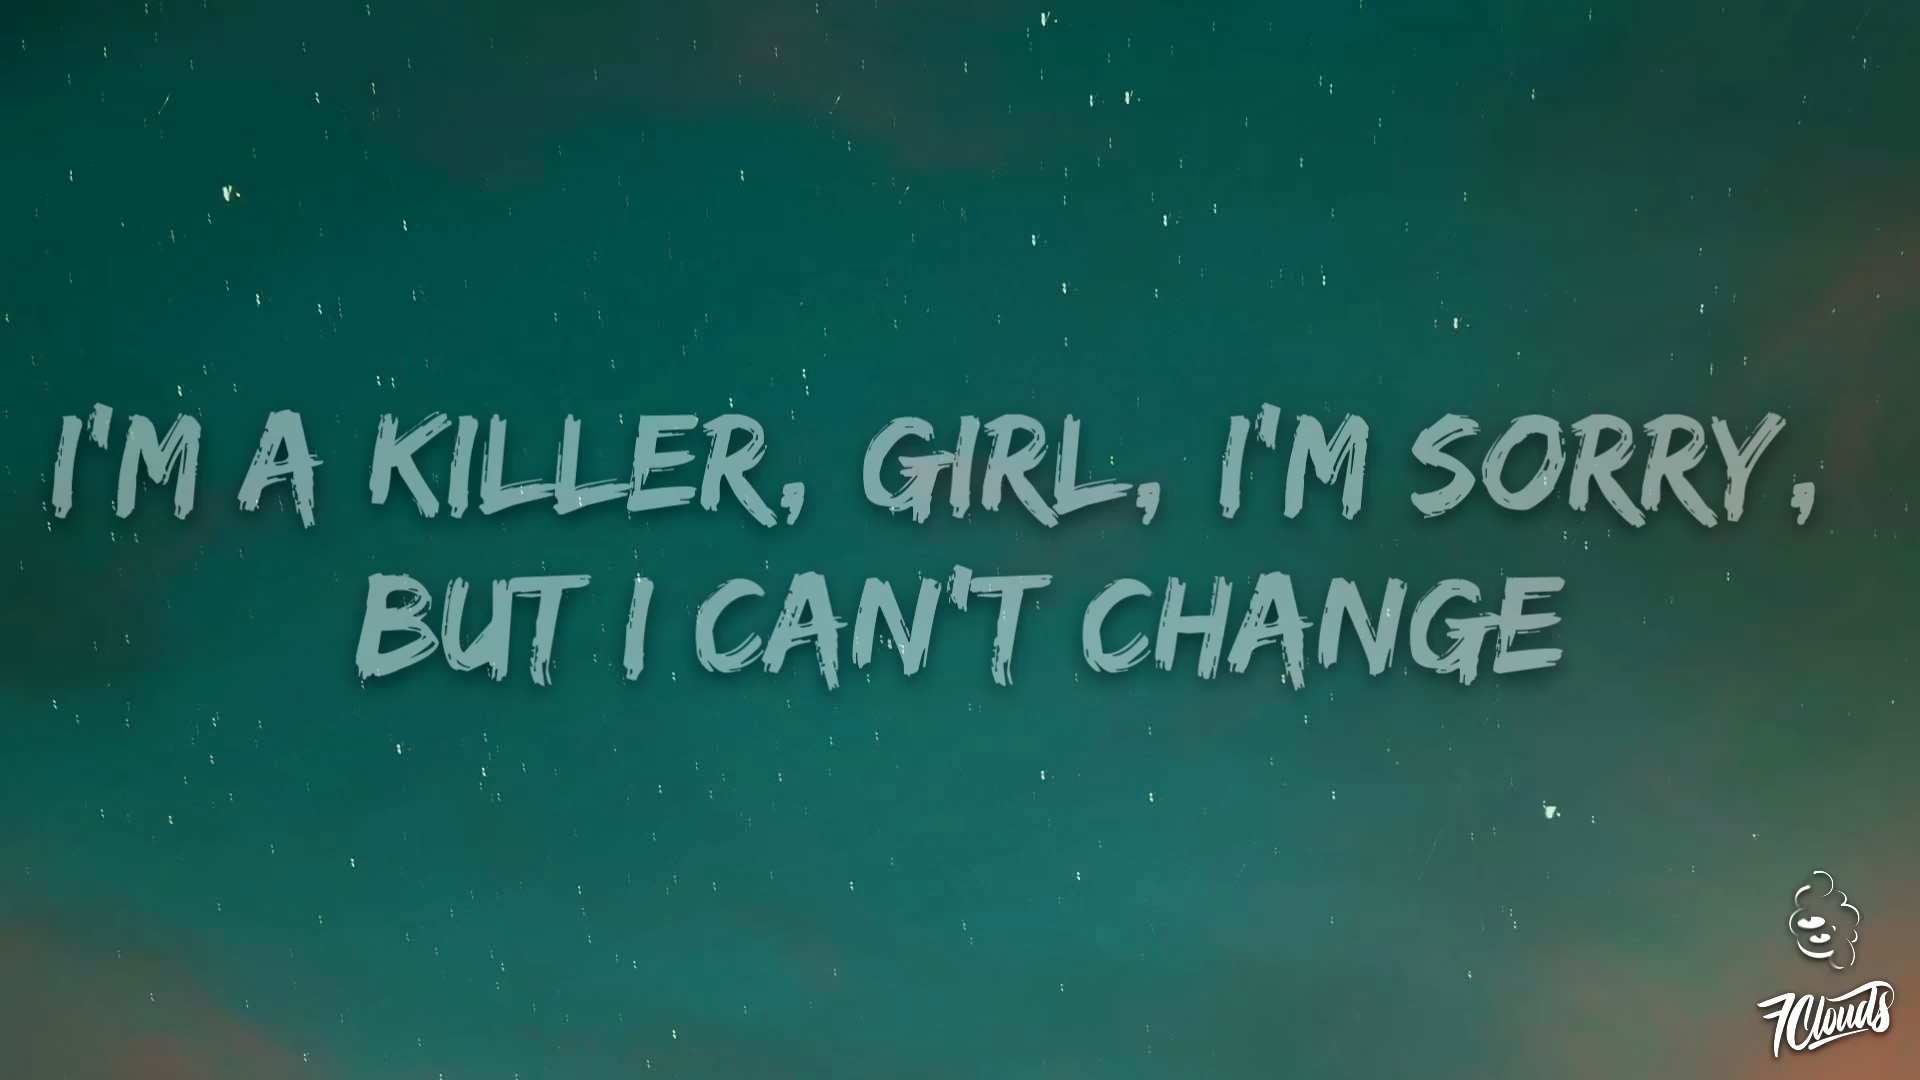 I'M A KILLER, GIRL, I'M SORRY,
BUT I CAN'T CHANGE
7Clouds